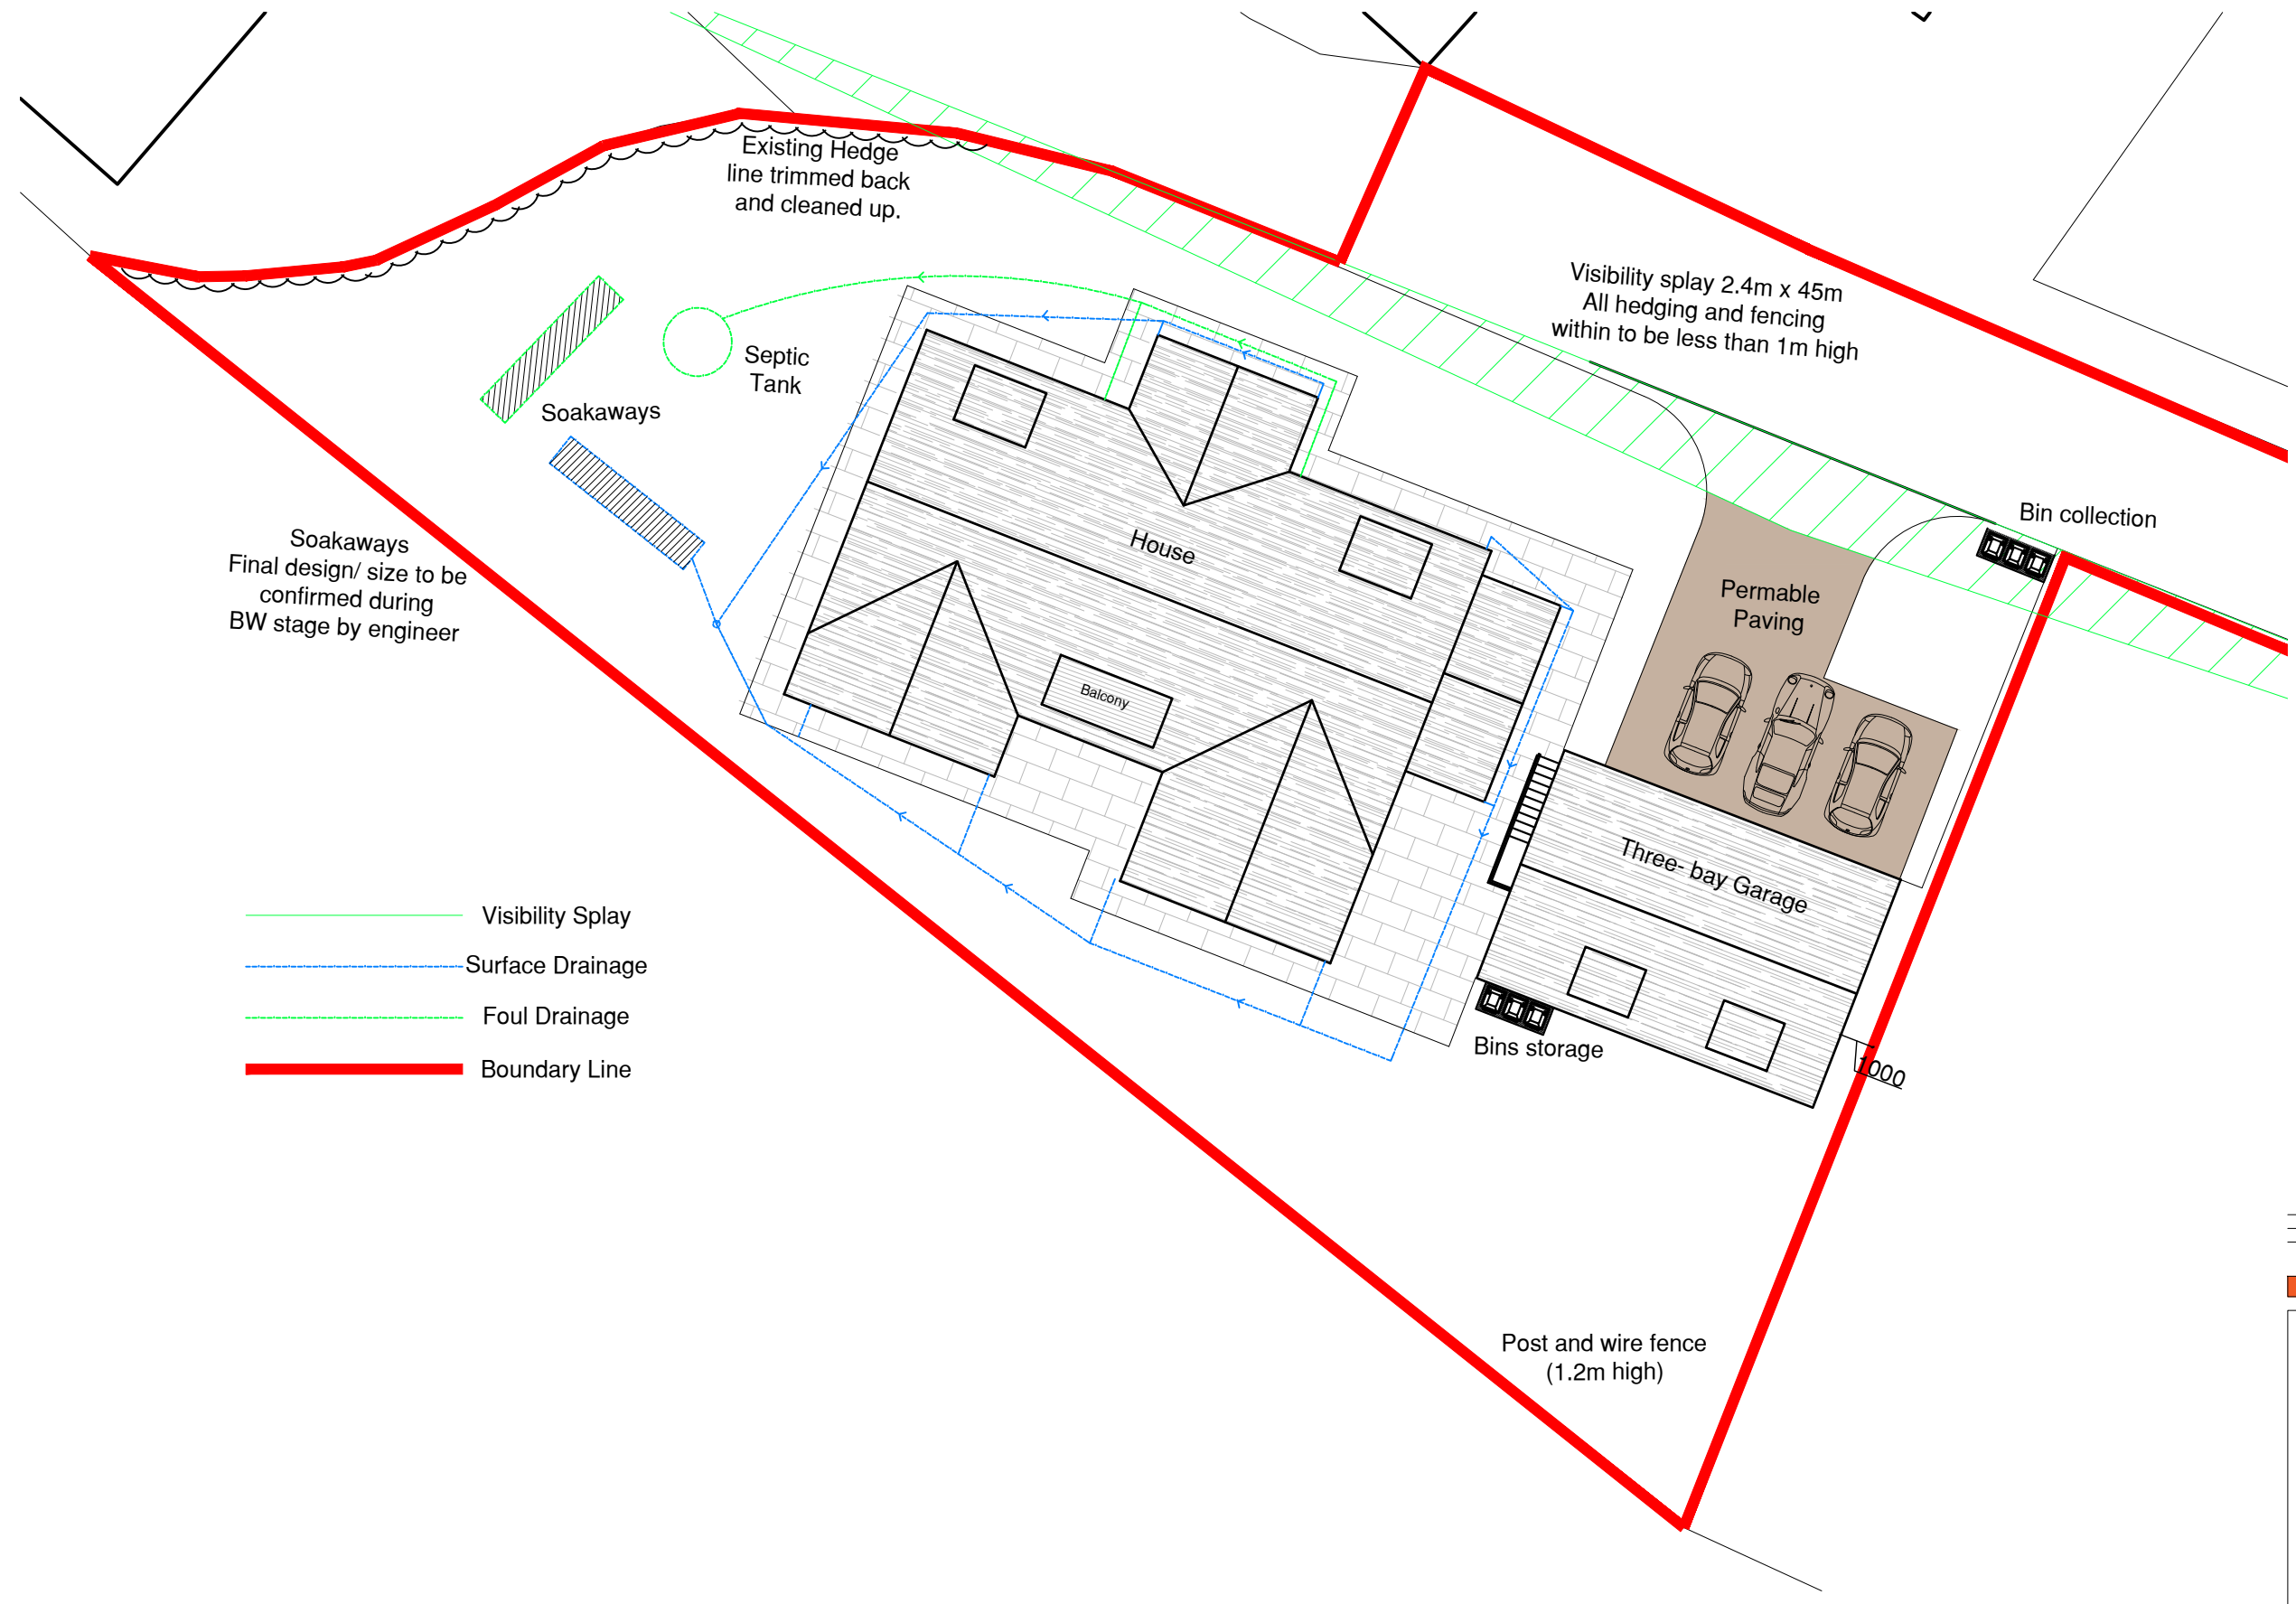 Existing Hedge
line trimmed back
and cleaned up.
Visibility splay 2.4m x 45m
All hedging and fencing
within to be less than 1m high
Septic
Tank
Soakaways
Bin collection
Soakaways
Final design/ size to be
confirmed during
BW stage by engineer
House
Permable
Paving
Balcony
Three- bay Garage
Visibility Splay
Surface Drainage
Foul Drainage
Boundary Line
Bins storage
1000
Post and wire fence
(1.2m high)